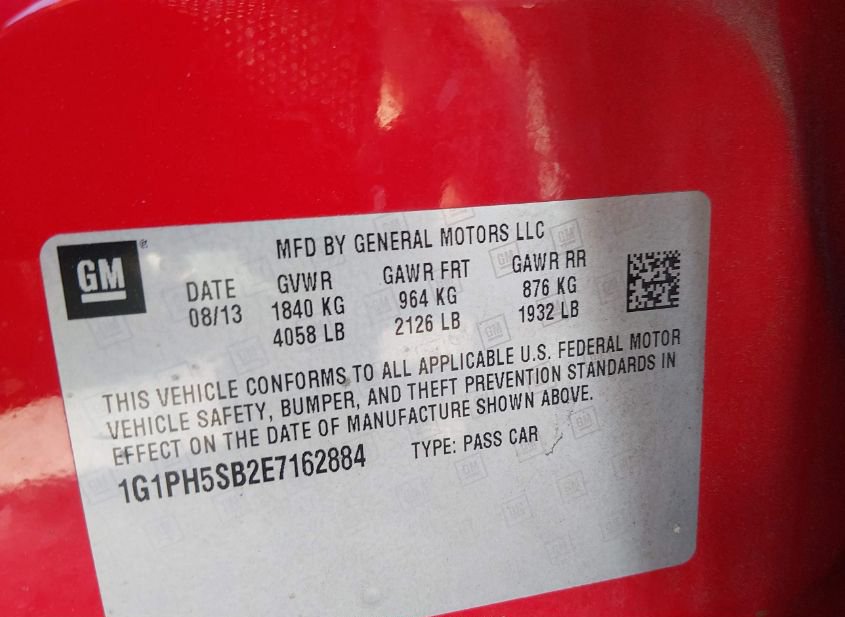 GM
MFD BY GENERAL MOTORS LLC
DATE GVWR GAWR FRT GAWR RR
08/13 1840 KG 964 KG 876 KG
4058 LB 2126 LB 1932 LB
THIS VEHICLE CONFORMS TO ALL APPLICABLE U.S. FEDERAL MOTOR
VEHICLE SAFETY, BUMPER, AND THEFT PREVENTION STANDARDS IN
EFFECT ON THE DATE OF MANUFACTURE SHOWN ABOVE.
1G1PH5SB2E7162884 TYPE: PASS CAR